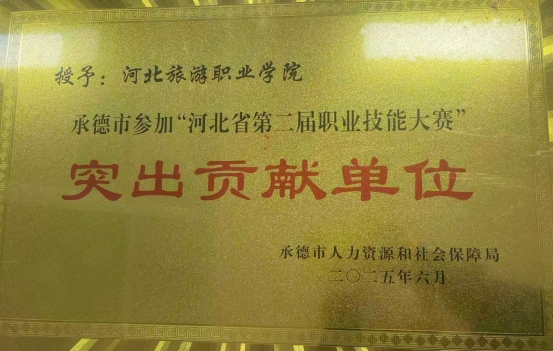 授予：河北旅游职业学院
承德市参加“河北省第二届职业技能大赛”
突出贡献单位
承德市人力资源和社会保障局
二〇二五年六月